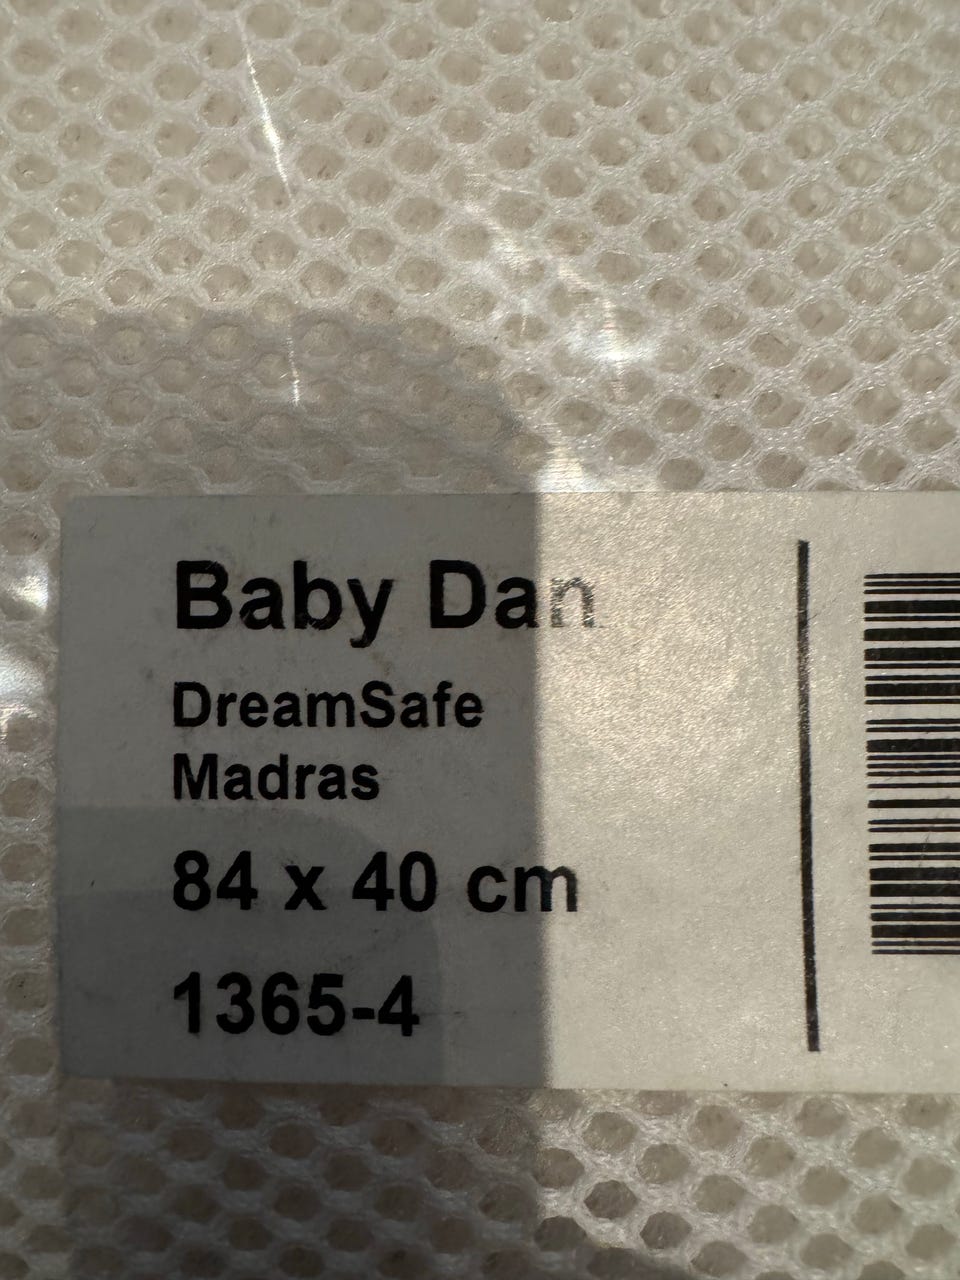 Baby Dan
DreamSafe
Madras
84 x 40 cm
1365-4